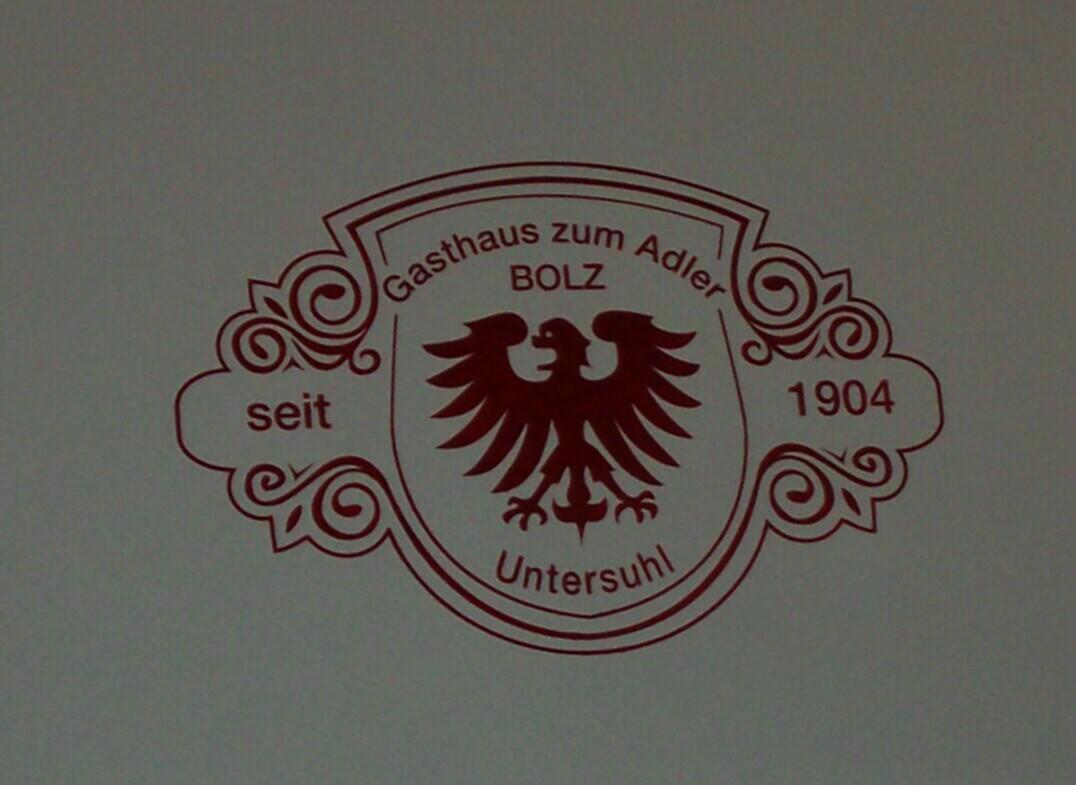 Gasthaus zum Adler
BOLZ
seit 1904
Untersuhl